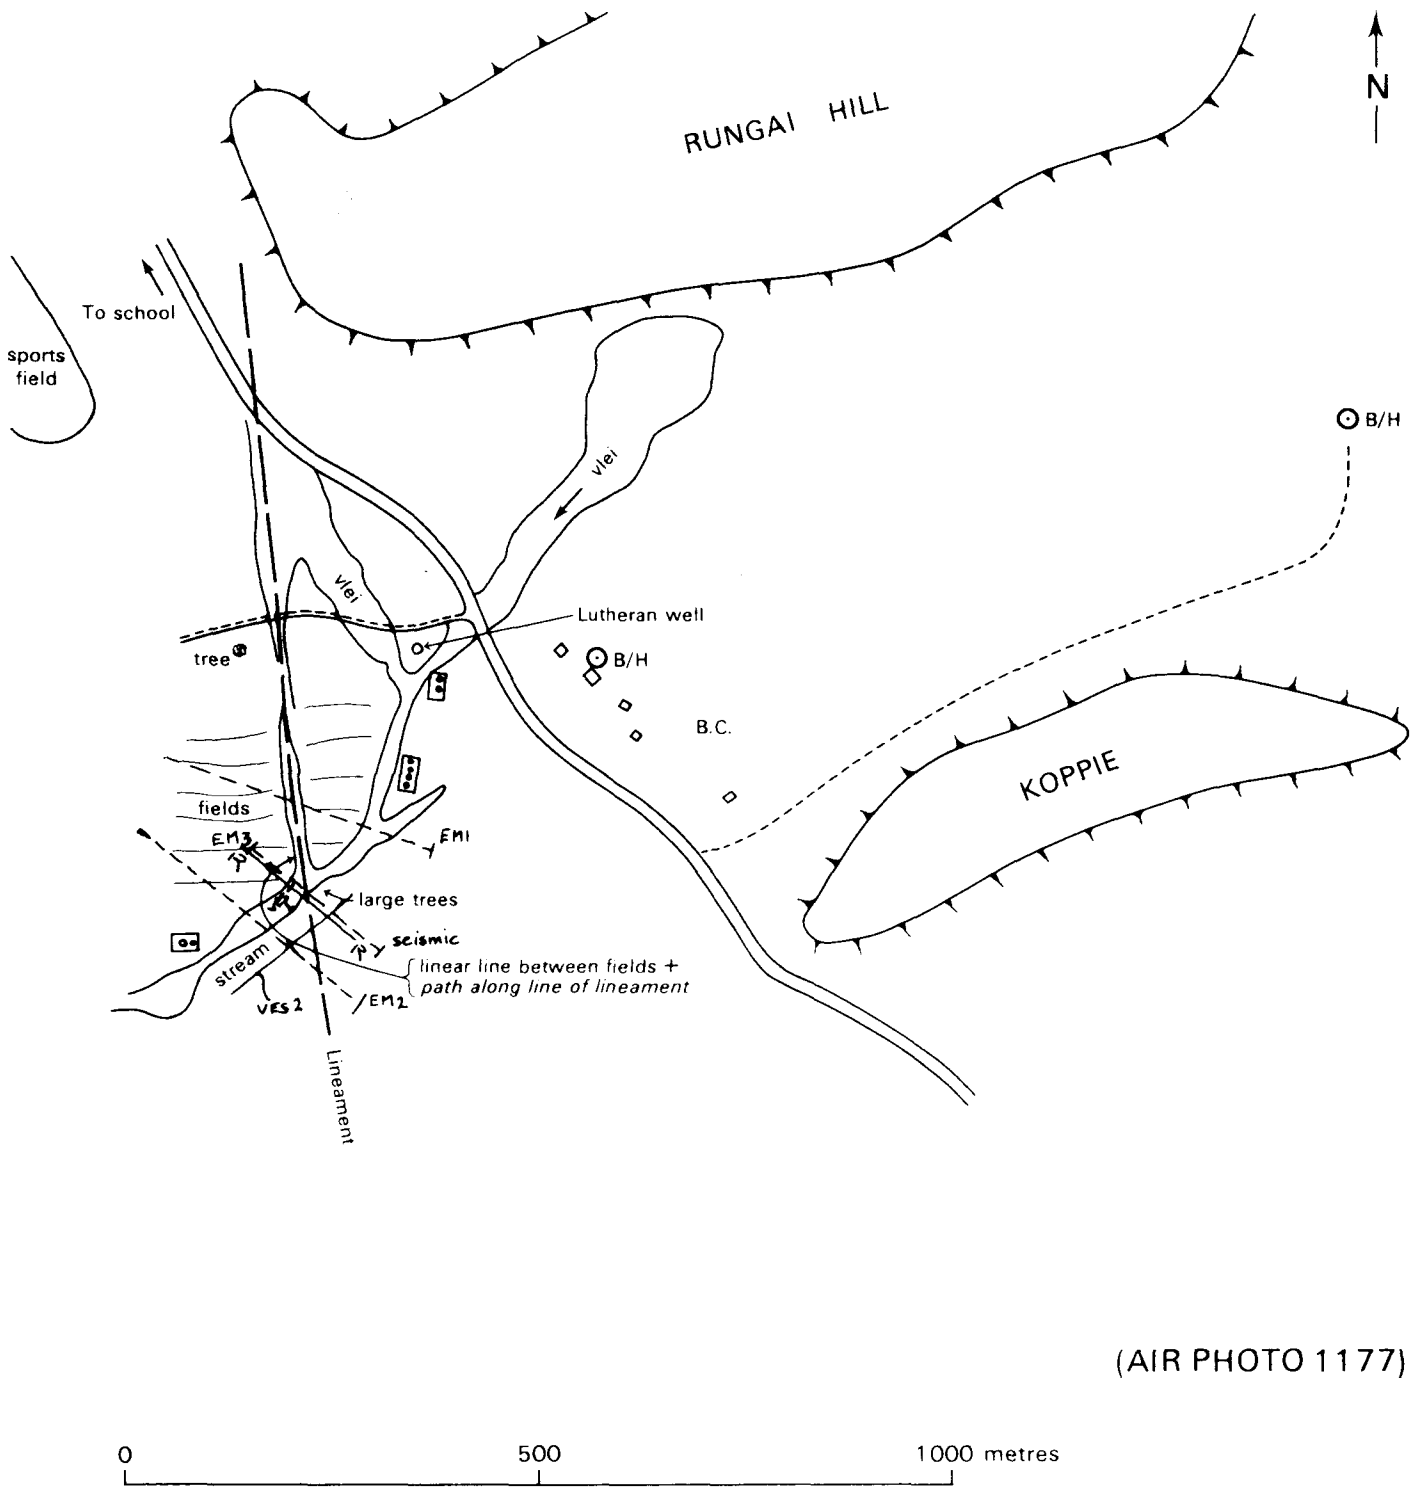 RUNGAI HILL
N
To school
sports
field
vlei
B/H
vlei
Lutheran well
tree
B/H
B.C.
KOPPIE
fields
EM1
EM3
R
large trees
seismic
R
stream
linear line between fields +
path along line of lineament
VES 2
EM2
Lineament
(AIR PHOTO 1177)
0 500 1000 metres